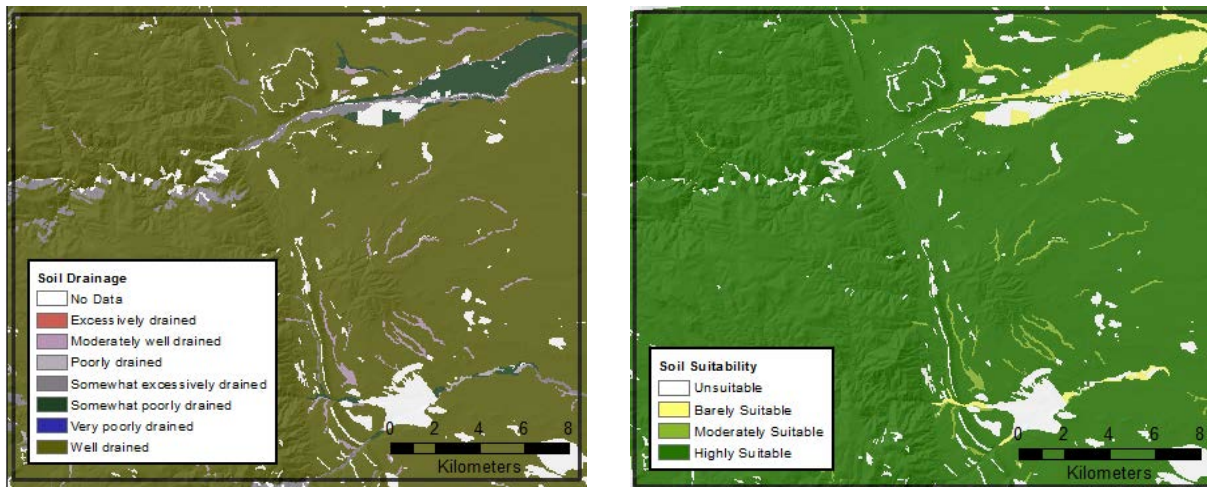 Soil Drainage
No Data
Excessively drained
Moderately well drained
Poorly drained
Somewhat excessively drained
Somewhat poorly drained
Very poorly drained
Well drained
0 2 4 6 8
Kilometers
Soil Suitability
Unsuitable
Barely Suitable
Moderately Suitable
Highly Suitable
0 2 4 6 8
Kilometers